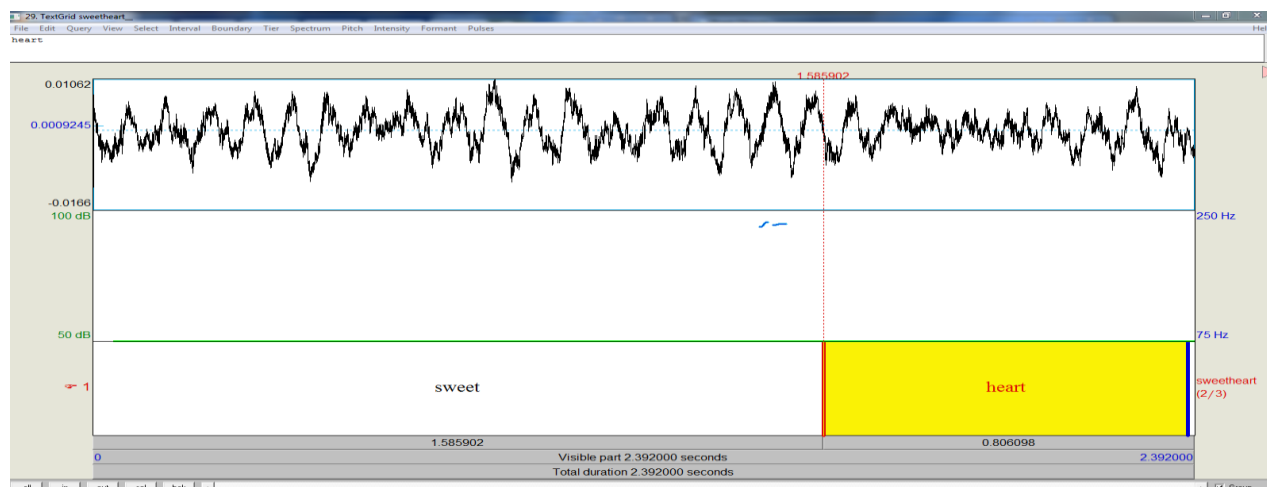 29. TextGrid sweetheart__
File Edit Query View Select Interval Boundary Tier Spectrum Pitch Intensity Formant Pulses Hel
heart
1.585902
0.01062
0.0009245
-0.0166
100 dB 250 Hz
50 dB 75 Hz
1 sweet heart sweetheart
(2/3)
1.585902 0.806098
0 Visible part 2.392000 seconds 2.392000
Total duration 2.392000 seconds